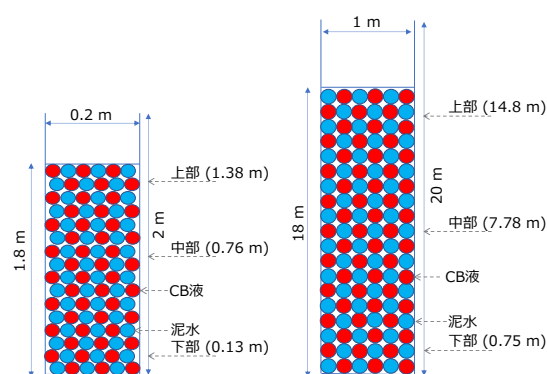 0.2 m
上部 (1.38 m)
2 m
1.8 m
中部 (0.76 m)
CB液
泥水
下部 (0.13 m)
1 m
上部 (14.8 m)
20 m
18 m
中部 (7.78 m)
CB液
泥水
下部 (0.75 m)